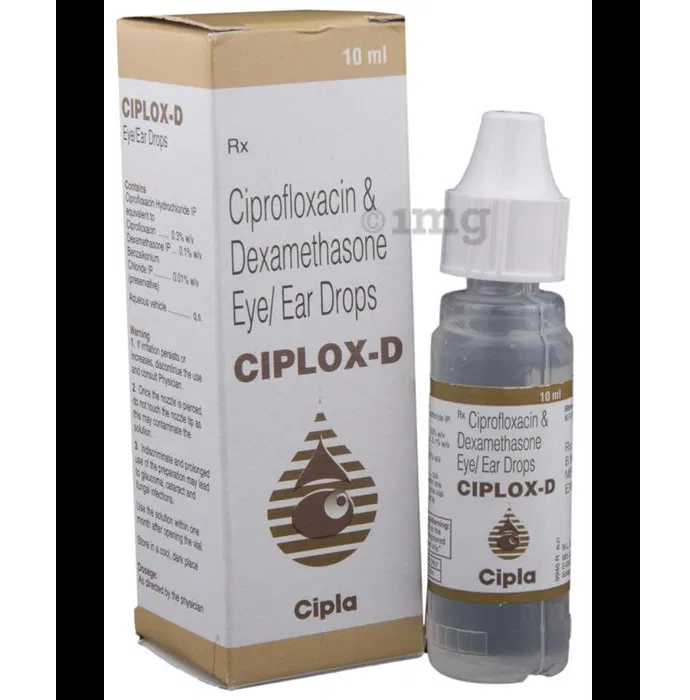 10 ml
CIPLOX-D
Eye/Ear Drops
Contains
Ciprofloxacin Hydrochloride IP
equivalent to
Ciprofloxacin ..... 0.3% w/v
Dexamethasone IP ... 0.1% w/v
Benzalkonium
Chloride IP .......... 0.01% w/v
(preservative)
Aqueous vehicle ........ q.s.
Warning
1. If irritation persists or
increases, discontinue the use
and consult Physician.
2. Once the nozzle is pierced,
do not touch the nozzle tip as
this may contaminate the
solution.
3. Indiscriminate and prolonged
use of the preparation may lead
to glaucoma, cataract and
fungal infections.
Use the solution within one
month after opening the vial.
Store in a cool, dark place
Dosage:
As directed by the physician
Rx
Ciprofloxacin &
Dexamethasone
Eye/ Ear Drops
CIPLOX-D
Cipla
© 1mg
10 ml
Rx Ciprofloxacin &
Dexamethasone
Eye/ Ear Drops
CIPLOX-D
Cipla